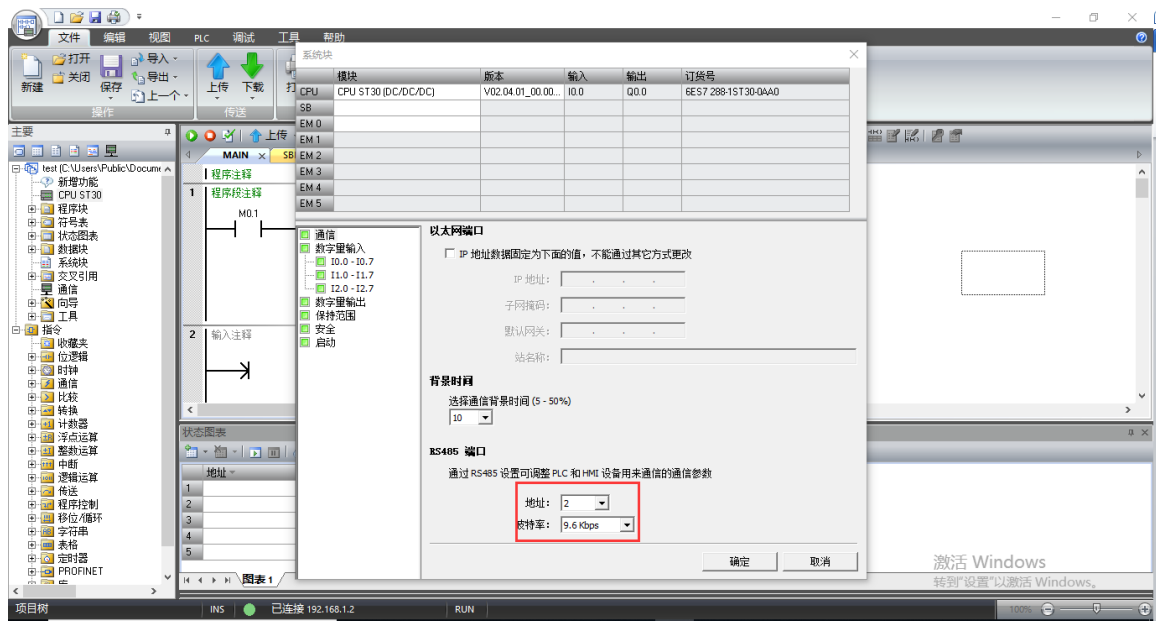 文件 编辑 视图 PLC 调试 工具 帮助
新建 打开 关闭 保存 导入 导出 上一个 上传 下载 打
操作 传送
系统块
模块 版本 输入 输出 订货号
CPU CPU ST30 (DC/DC/DC) V02.04.01_00.00... I0.0 Q0.0 6ES7 288-1ST30-0AA0
SB
EM 0
EM 1
EM 2
EM 3
EM 4
EM 5
主要
test (C:\Users\Public\Docume
新增功能
CPU ST30
程序块
符号表
状态图表
数据块
系统块
交叉引用
通信
向导
工具
指令
收藏夹
位逻辑
时钟
通信
比较
转换
计数器
浮点运算
整数运算
中断
逻辑运算
传送
程序控制
移位/循环
字符串
表格
定时器
PROFINET
上传
MAIN SB
程序注释
1 程序段注释
M0.1
2 输入注释
状态图表
地址
1
2
3
4
5
图表 1
通信
数字量输入
I0.0 - I0.7
I1.0 - I1.7
I2.0 - I2.7
数字量输出
保持范围
安全
启动
以太网端口
IP 地址数据固定为下面的值，不能通过其它方式更改
IP 地址:
子网掩码:
默认网关:
站名称:
背景时间
选择通信背景时间 (5 - 50%)
10
RS485 端口
通过 RS485 设置可调整 PLC 和 HMI 设备用来通信的通信参数
地址: 2
波特率: 9.6 Kbps
确定 取消
激活 Windows
转到"设置"以激活 Windows。
项目树 INS 已连接 192.168.1.2 RUN 100%